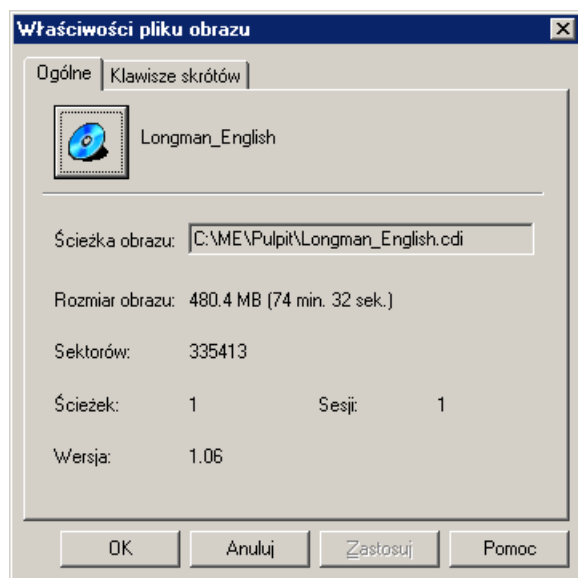 Właściwości pliku obrazu
Ogólne Klawisze skrótów
Longman_English
Ścieżka obrazu: C:\ME\Pulpit\Longman_English.cdi
Rozmiar obrazu: 480.4 MB (74 min. 32 sek.)
Sektorów: 335413
Ścieżek: 1 Sesji: 1
Wersja: 1.06
OK Anuluj Zastosuj Pomoc